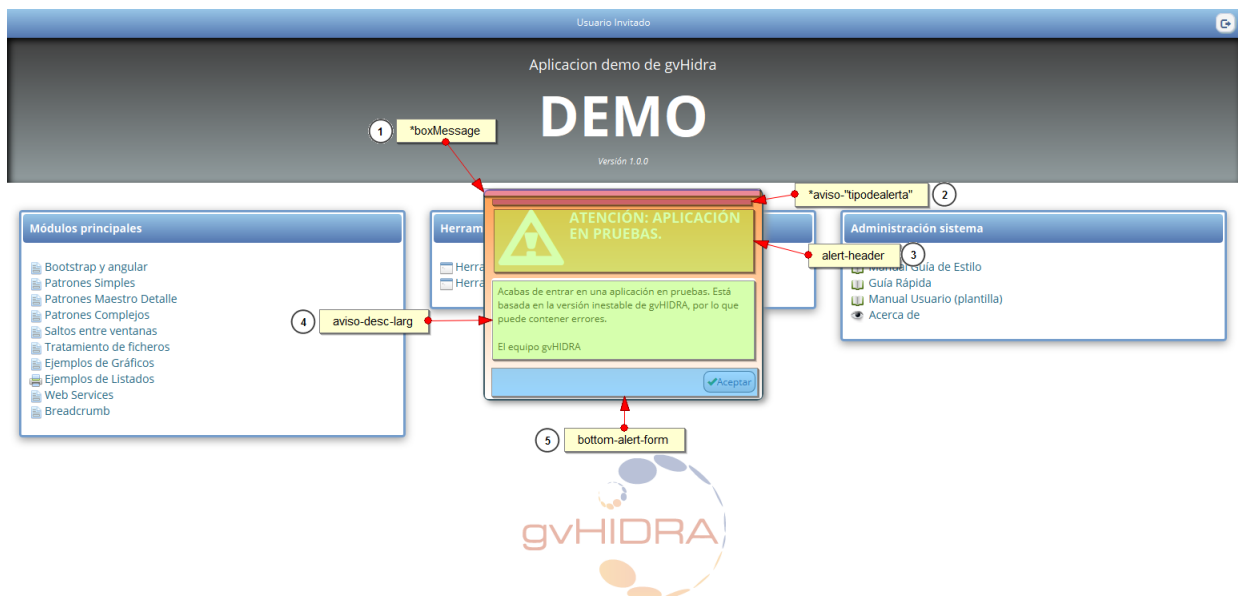 Usuario Invitado
Aplicacion demo de gvHidra
DEMO
Versión 1.0.0
1 *boxMessage
*aviso-"tipodealerta" 2
Módulos principales
Bootstrap y angular
Patrones Simples
Patrones Maestro Detalle
Patrones Complejos
Saltos entre ventanas
Tratamiento de ficheros
Ejemplos de Gráficos
Ejemplos de Listados
Web Services
Breadcrumb
Herram
Herra
Herra
ATENCIÓN: APLICACIÓN
EN PRUEBAS.
alert-header 3
Acabas de entrar en una aplicación en pruebas. Está
basada en la versión inestable de gvHIDRA, por lo que
puede contener errores.
El equipo gvHIDRA
4 aviso-desc-larg
Aceptar
5 bottom-alert-form
Administración sistema
Manual Guía de Estilo
Guía Rápida
Manual Usuario (plantilla)
Acerca de
gvHIDRA